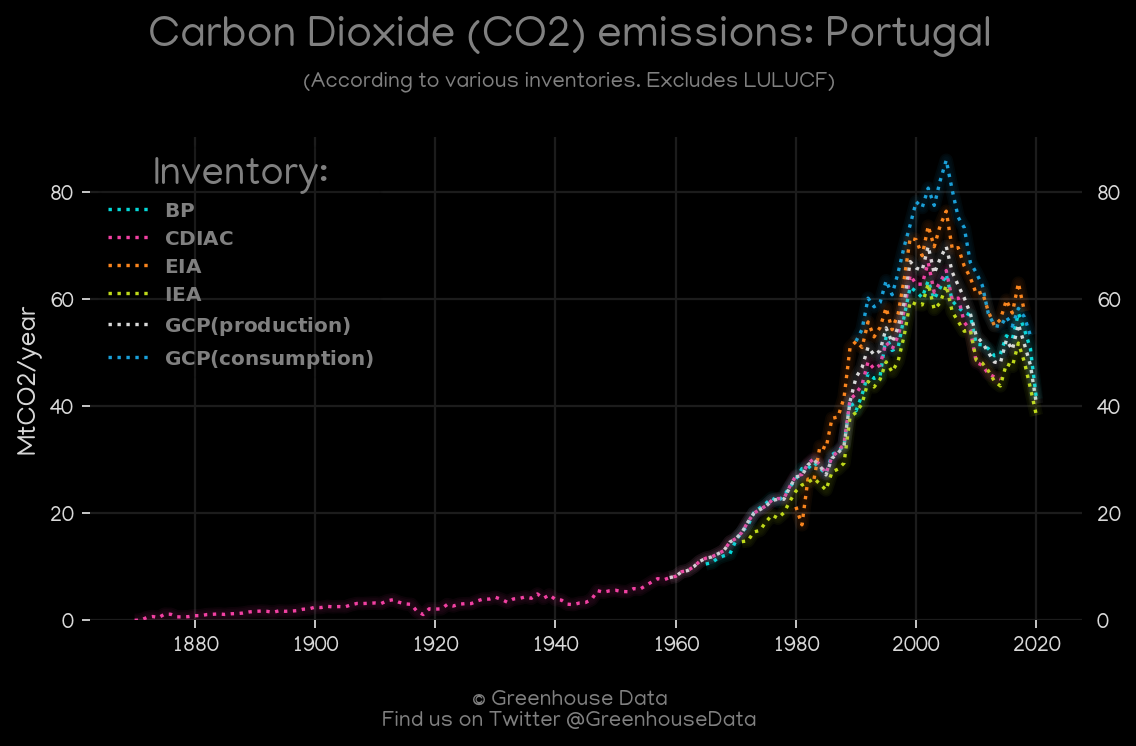 Carbon Dioxide (CO2) emissions: Portugal
(According to various inventories. Excludes LULUCF)
Inventory:
BP
CDIAC
EIA
IEA
GCP(production)
GCP(consumption)
MtCO2/year
80
60
40
20
0
80
60
40
20
0
1880 1900 1920 1940 1960 1980 2000 2020
© Greenhouse Data
Find us on Twitter @GreenhouseData